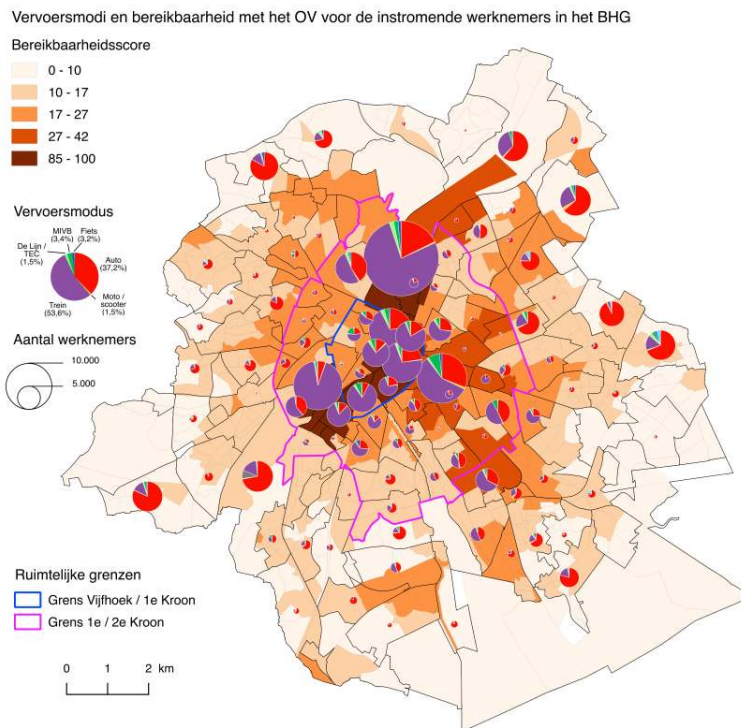 Vervoersmodi en bereikbaarheid met het OV voor de instromende werknemers in het BHG
Bereikbaarheidsscore
0 - 10
10 - 17
17 - 27
27 - 42
85 - 100
Vervoersmodus
MIVB
(3,4%)
Fiets
(3,2%)
De Lijn /
TEC
(1,5%)
Auto
(37,2%)
Trein
(53,6%)
Moto /
scooter
(1,5%)
Aantal werknemers
10.000
5.000
Ruimtelijke grenzen
Grens Vijfhoek / 1e Kroon
Grens 1e / 2e Kroon
0 1 2 km